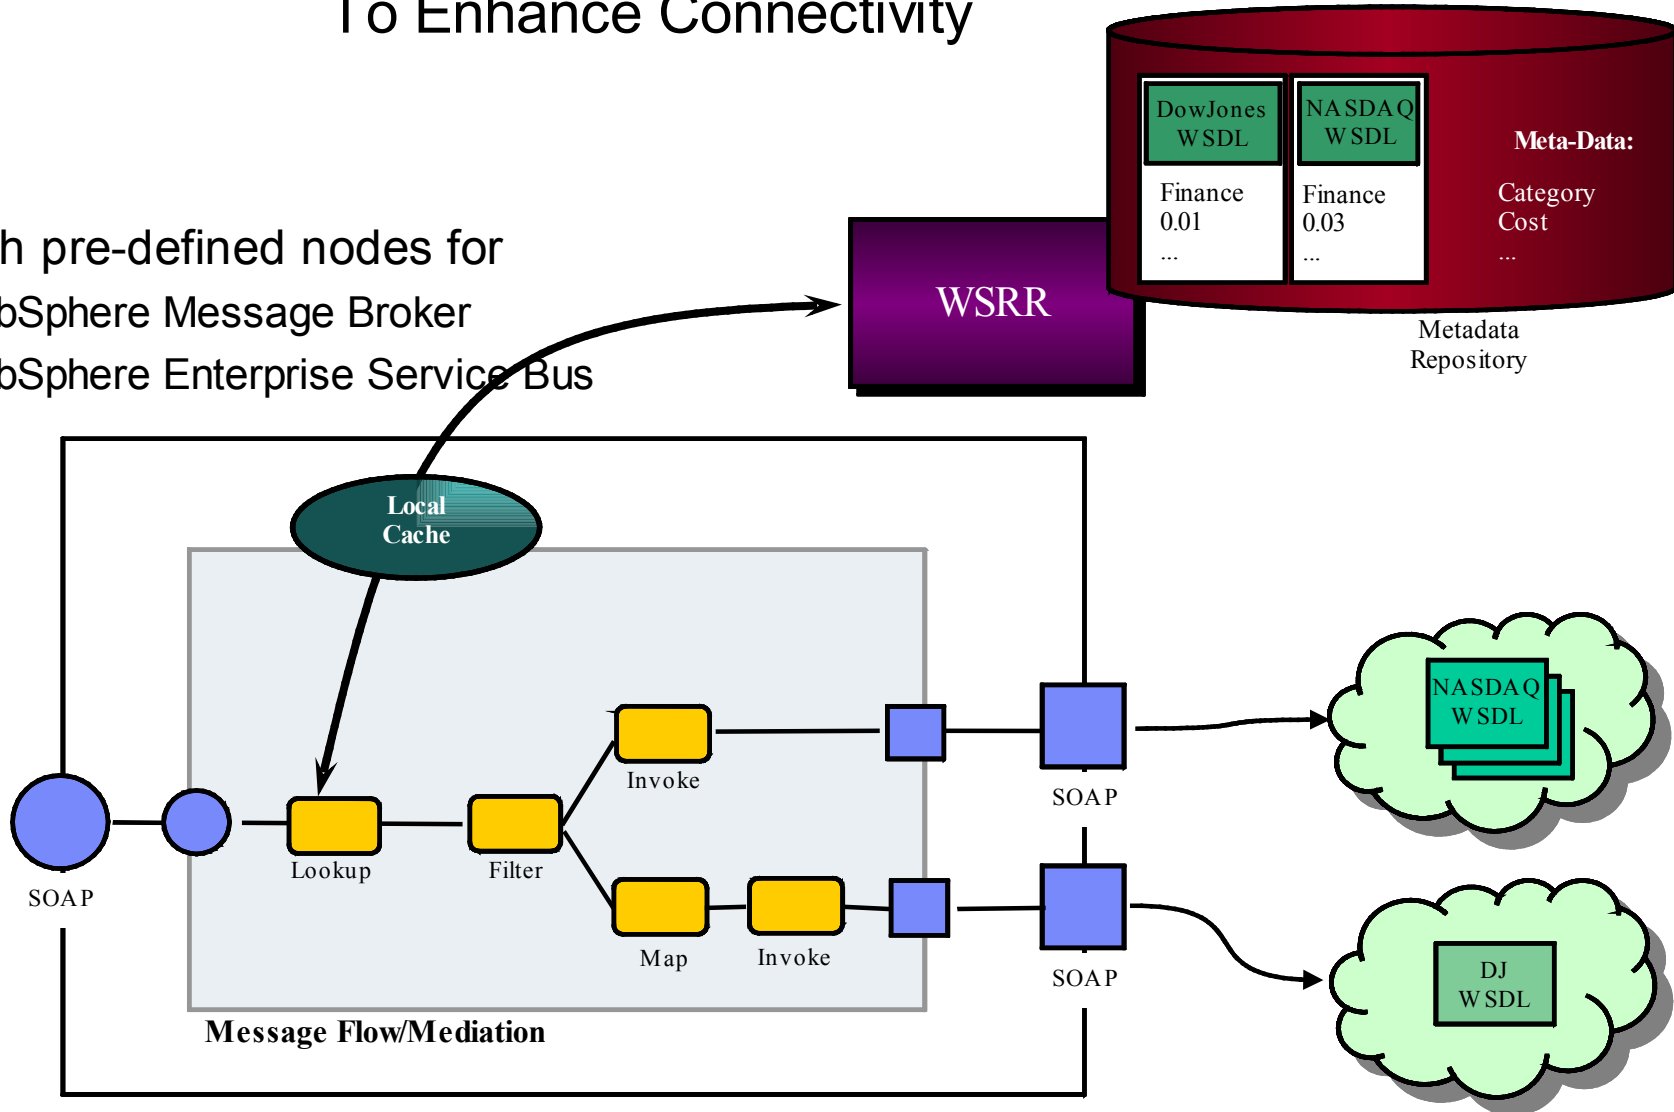 To Enhance Connectivity
DowJones
WSDL
NASDAQ
WSDL
Meta-Data:
Finance
0.01
...
Finance
0.03
...
Category
Cost
...
pre-defined nodes for
Sphere Message Broker
Sphere Enterprise Service Bus
WSRR
Metadata
Repository
Local
Cache
NASDAQ
WSDL
Invoke
SOAP
Lookup
Filter
SOAP
Map
Invoke
SOAP
DJ
WSDL
Message Flow/Mediation